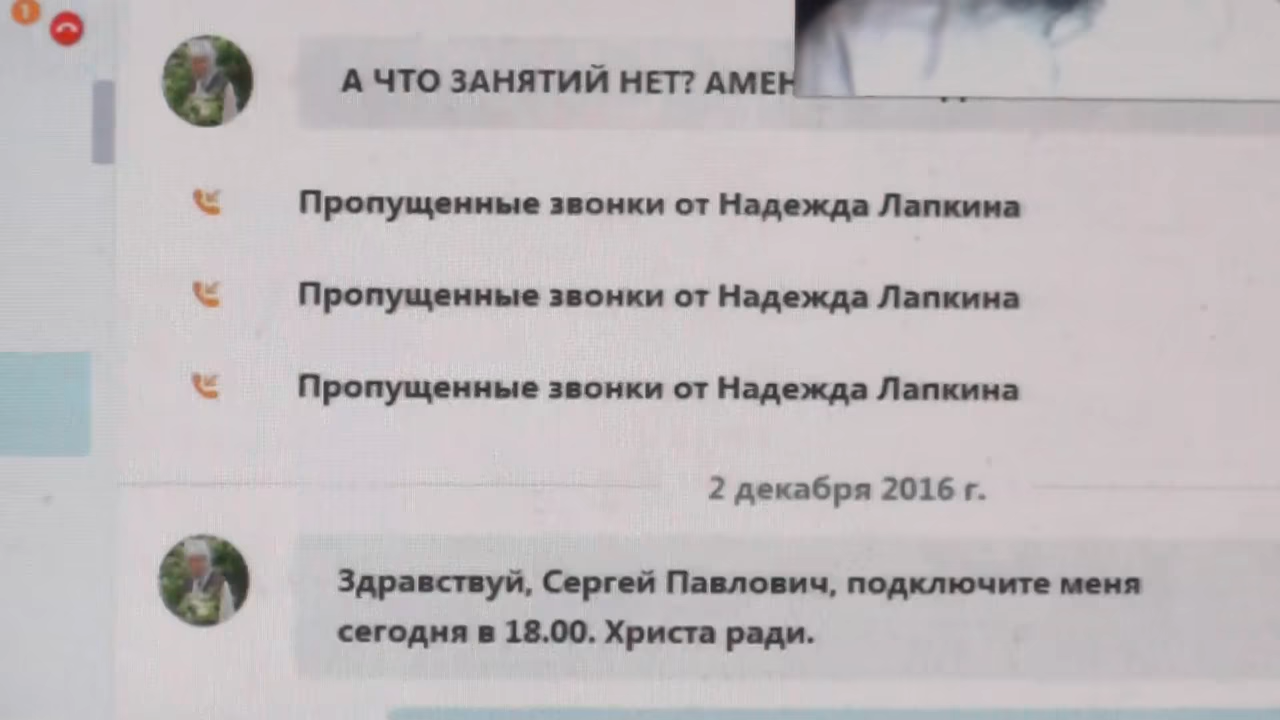 1
А ЧТО ЗАНЯТИЙ НЕТ?
Пропущенные звонки от Надежда Лапкина
Пропущенные звонки от Надежда Лапкина
Пропущенные звонки от Надежда Лапкина
2 декабря 2016 г.
Здравствуй, Сергей Павлович, подключите меня
сегодня в 18.00. Христа ради.